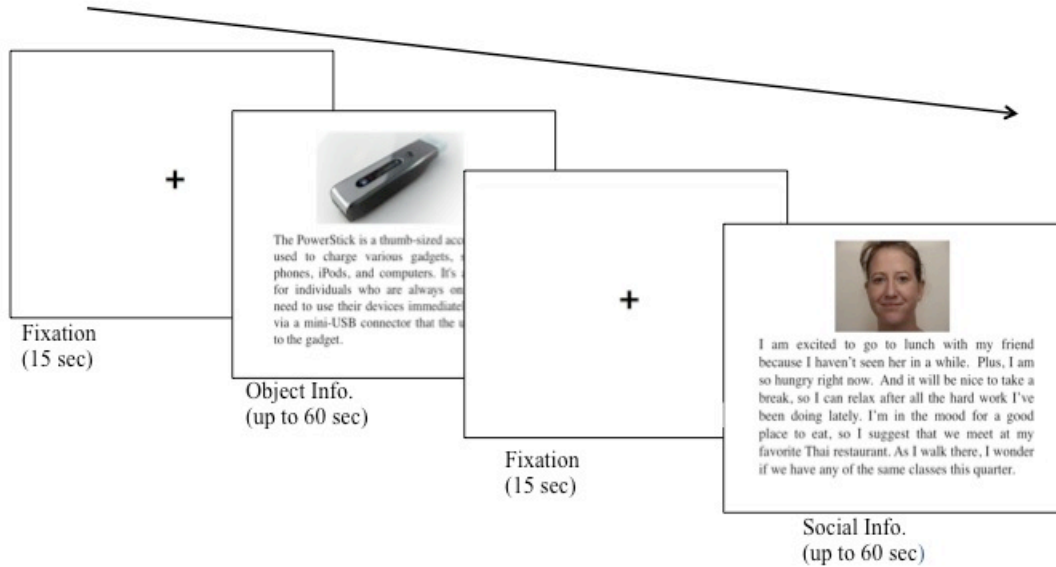 +
Fixation
(15 sec)
The PowerStick is a thumb-sized
used to charge various gadgets,
phones, iPods, and computers. It's
for individuals who are always
need to use their devices
via a mini-USB connector that the
to the gadget.
Object Info.
(up to 60 sec)
+
Fixation
(15 sec)
I am excited to go to lunch with my friend
because I haven't seen her in a while. Plus, I am
so hungry right now. And it will be nice to take a
break, so I can relax after all the hard work I've
been doing lately. I'm in the mood for a good
place to eat, so I suggest that we meet at my
favorite Thai restaurant. As I walk there, I wonder
if we have any of the same classes this quarter.
Social Info.
(up to 60 sec)